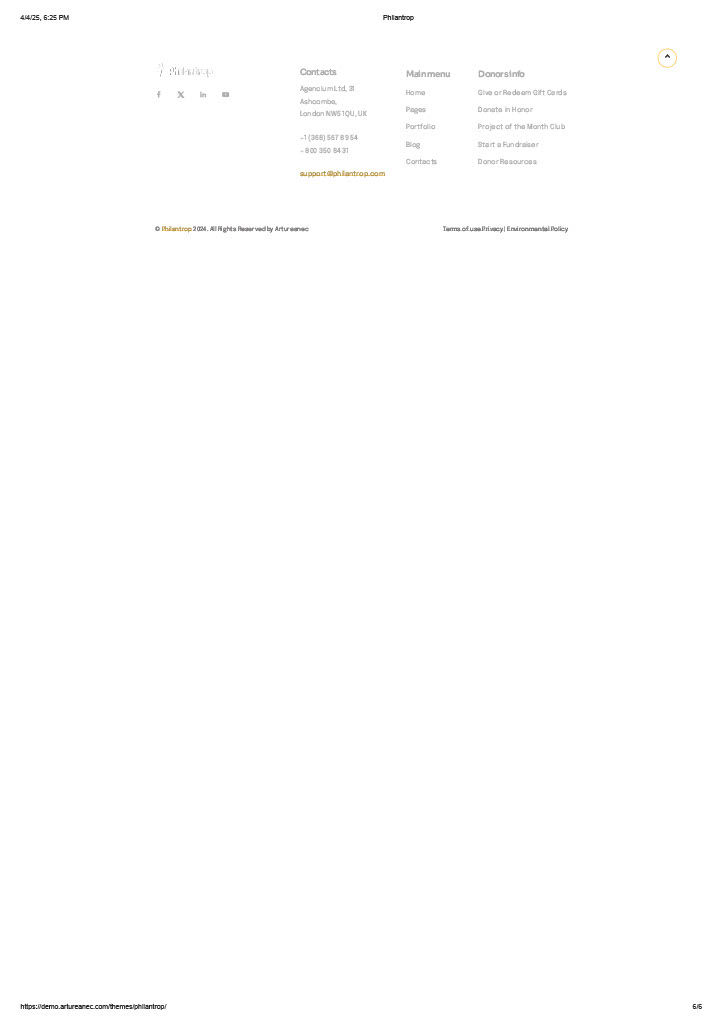 4/4/25, 6:25 PM
Philantrop
Philantrop
Contacts
Agencium Ltd, 31
Ashcombe,
London NW5 1QU, UK
+1 (368) 567 89 54
+ 800 350 84 31
support@philantrop.com
Main menu
Home
Pages
Portfolio
Blog
Contacts
Donors info
Give or Redeem Gift Cards
Donate in Honor
Project of the Month Club
Start a Fundraiser
Donor Resources
© Philantrop 2024. All Rights Reserved by Artureanec
Terms of use Privacy | Environmental Policy
https://demo.artureanec.com/themes/philantrop/
6/6